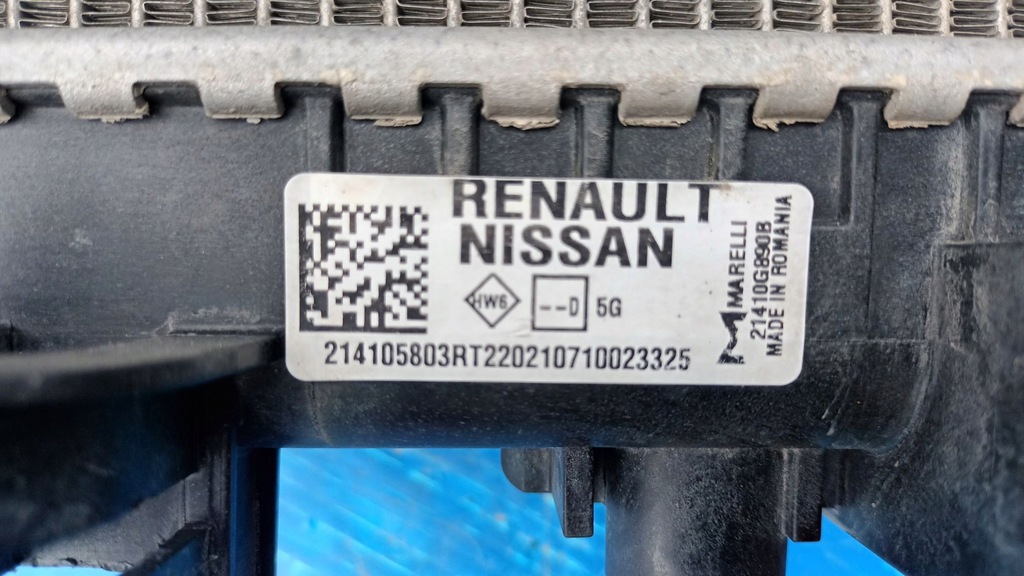 RENAULT
NISSAN
HW6
--D
5G
214105803RT220210710023325
MARELLI
21410G890B
MADE IN ROMANIA